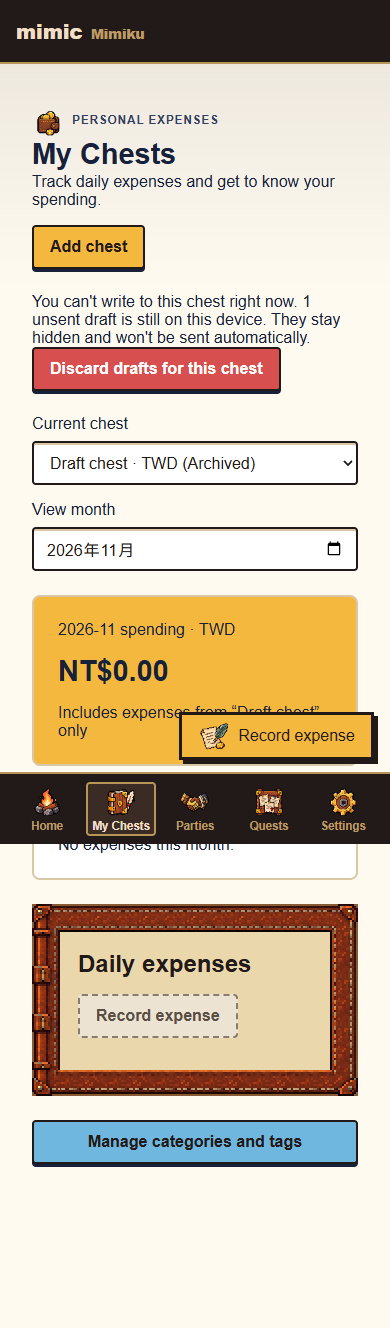 mimic Mimiku
PERSONAL EXPENSES
My Chests
Track daily expenses and get to know your
spending.
Add chest
You can't write to this chest right now. 1
unsent draft is still on this device. They stay
hidden and won't be sent automatically.
Discard drafts for this chest
Current chest
Draft chest · TWD (Archived)
View month
2026年11月
2026-11 spending · TWD
NT$0.00
Includes expenses from “Draft chest”
only
Record expense
Home
My Chests
Parties
Quests
Settings
No expenses this month.
Daily expenses
Record expense
Manage categories and tags